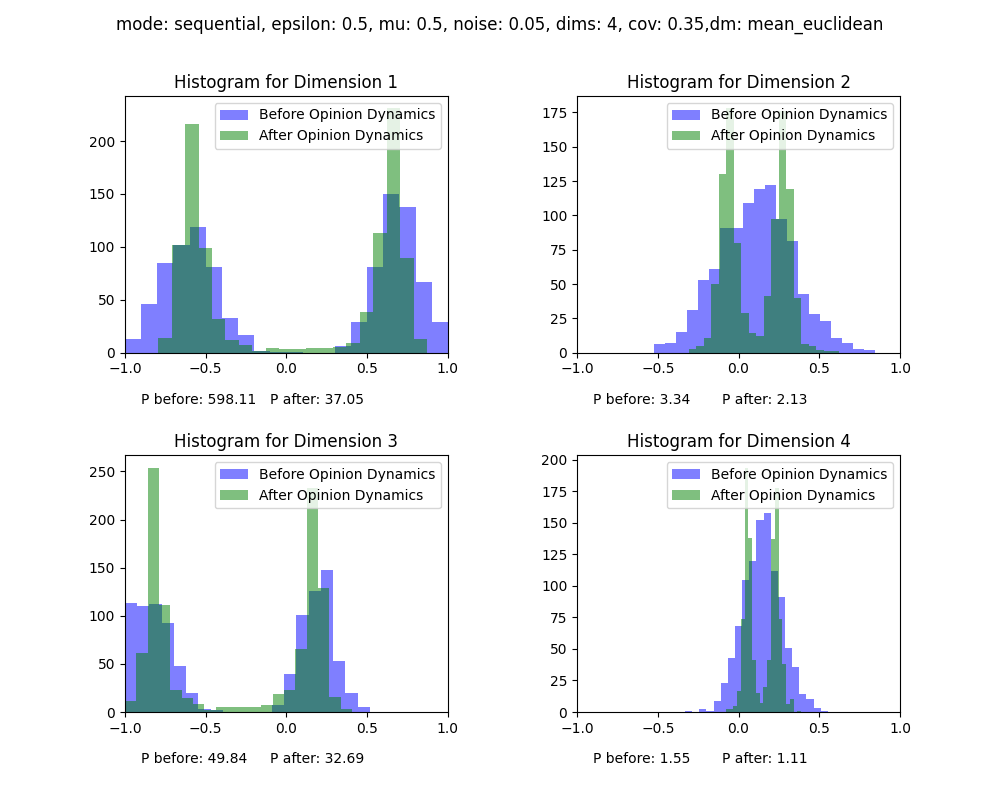 mode: sequential, epsilon: 0.5, mu: 0.5, noise: 0.05, dims: 4, cov: 0.35,dm: mean_euclidean
Histogram for Dimension 1
Before Opinion Dynamics
After Opinion Dynamics
200
150
100
50
0
−1.0 −0.5 0.0 0.5 1.0
P before: 598.11 P after: 37.05
Histogram for Dimension 2
Before Opinion Dynamics
After Opinion Dynamics
175
150
125
100
75
50
25
0
−1.0 −0.5 0.0 0.5 1.0
P before: 3.34 P after: 2.13
Histogram for Dimension 3
Before Opinion Dynamics
After Opinion Dynamics
250
200
150
100
50
0
−1.0 −0.5 0.0 0.5 1.0
P before: 49.84 P after: 32.69
Histogram for Dimension 4
Before Opinion Dynamics
After Opinion Dynamics
200
175
150
125
100
75
50
25
0
−1.0 −0.5 0.0 0.5 1.0
P before: 1.55 P after: 1.11